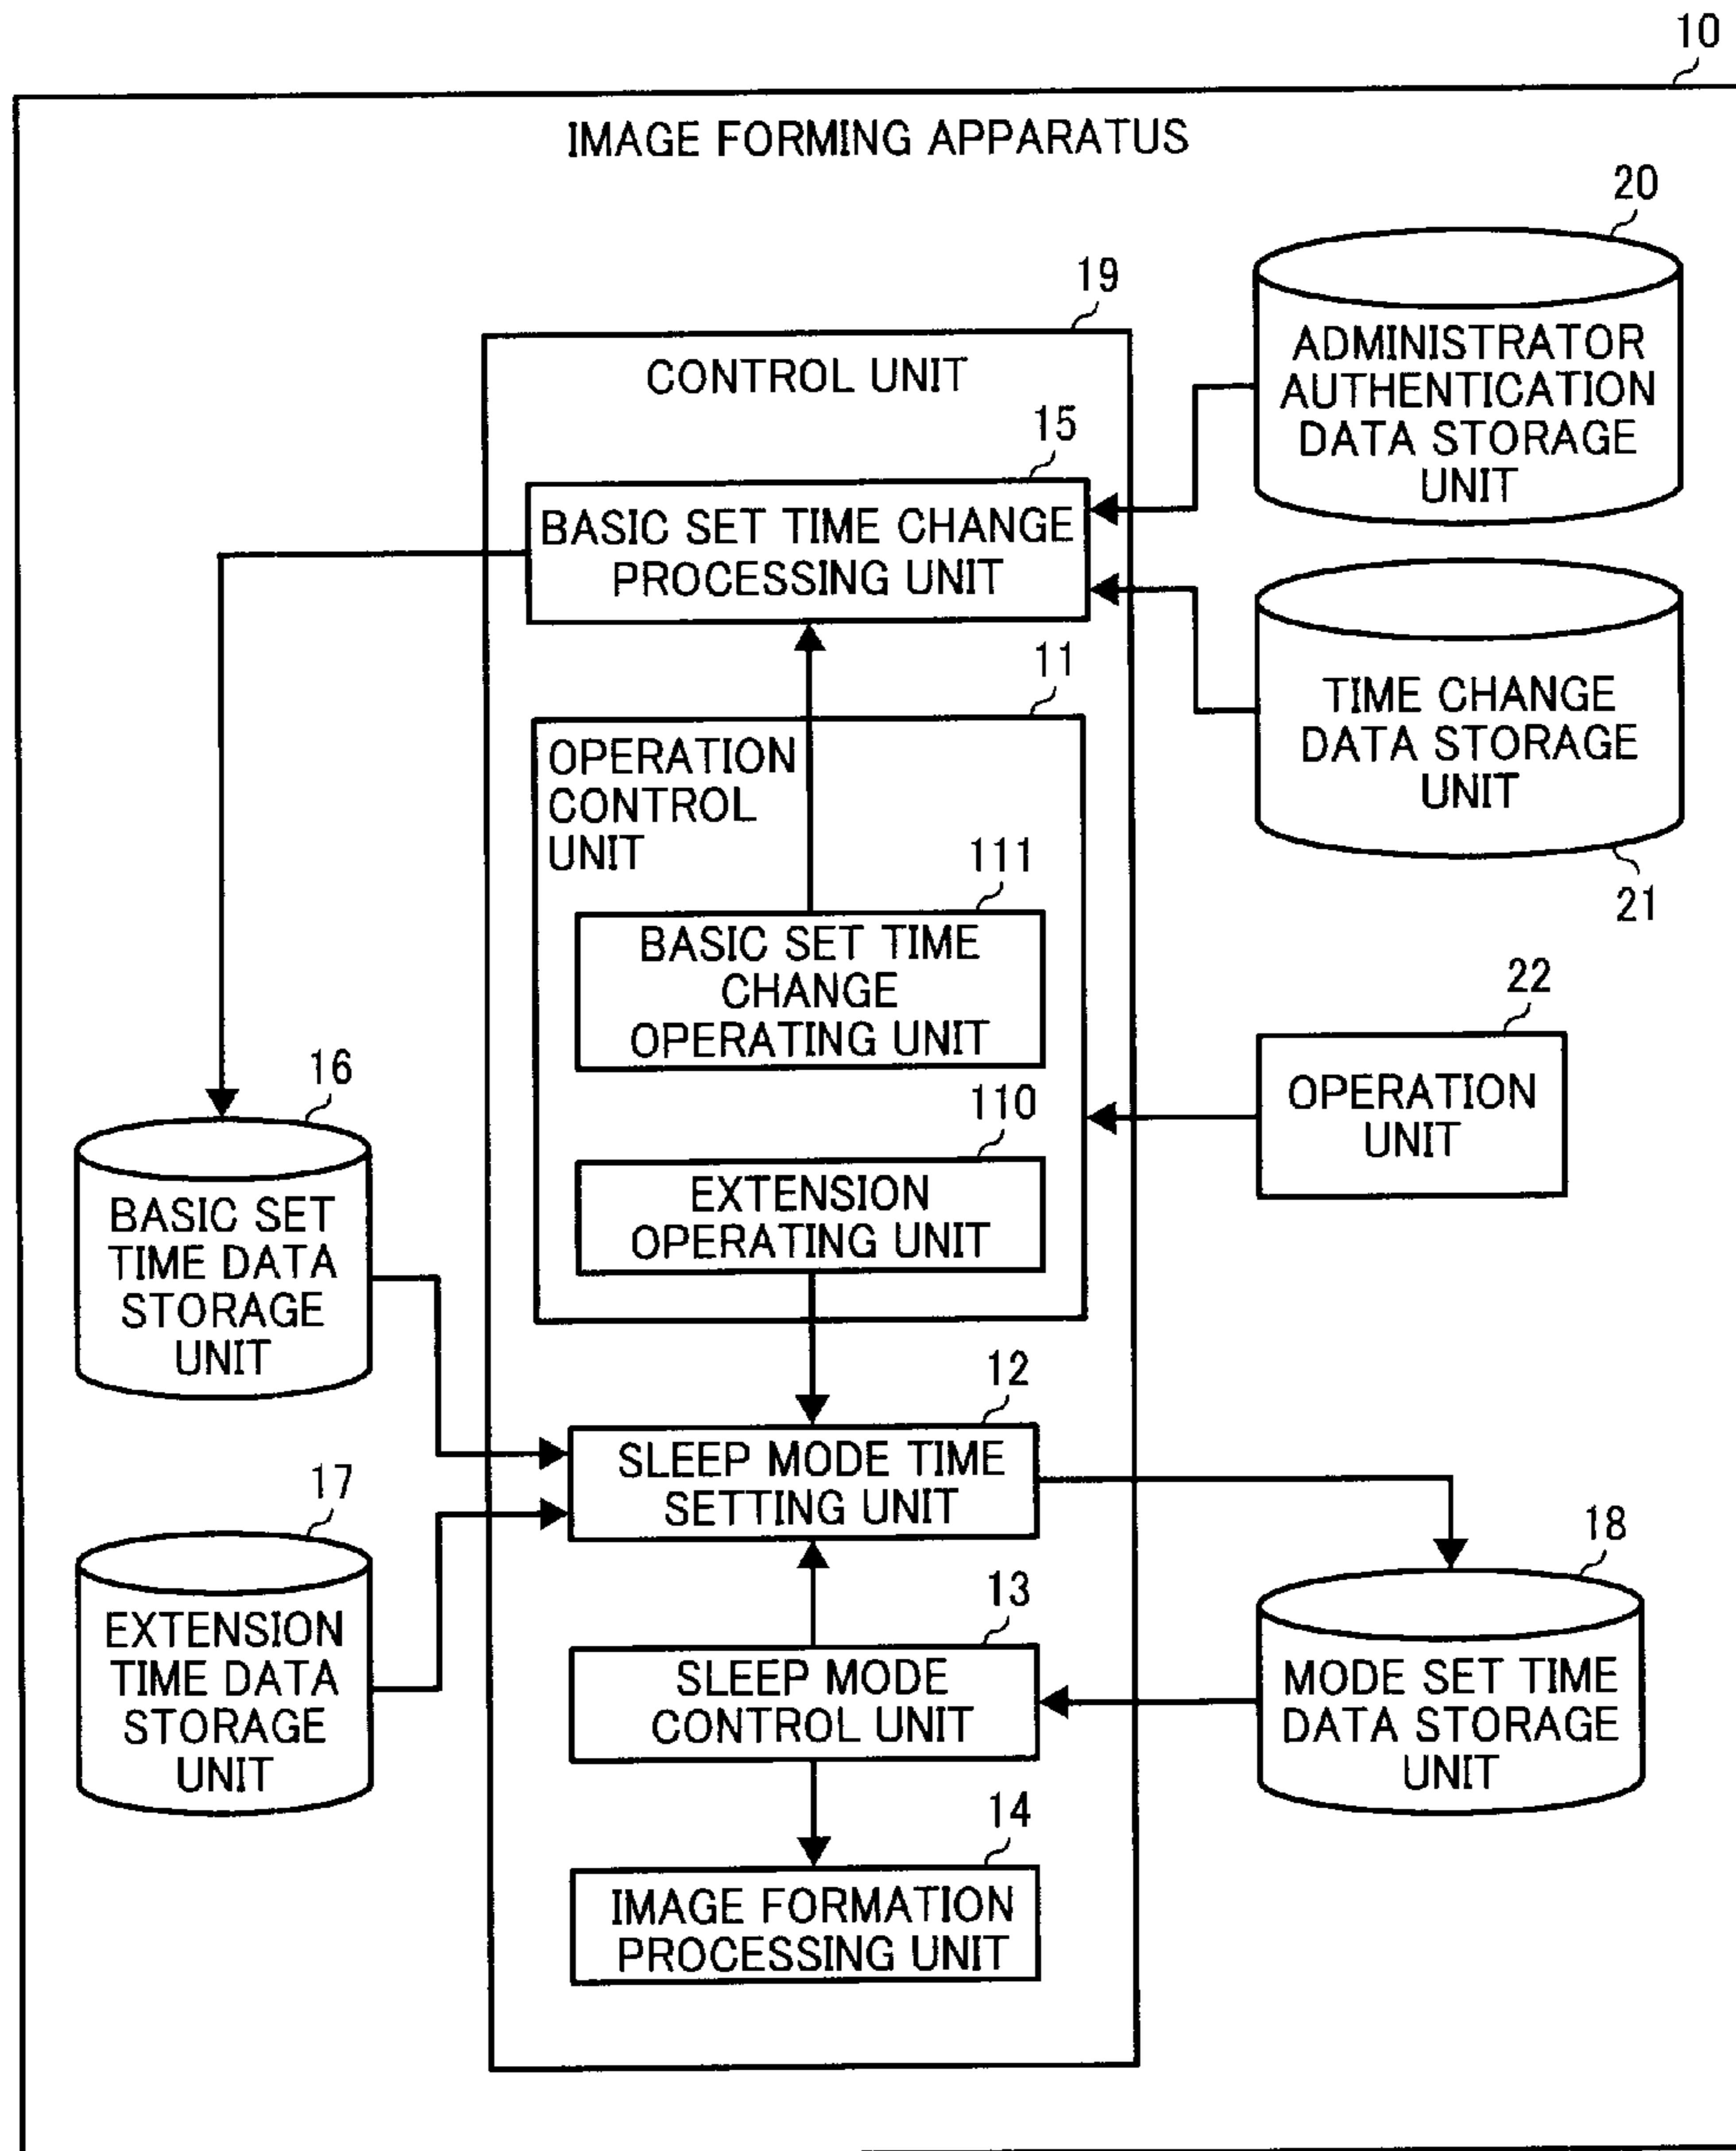 10
IMAGE FORMING APPARATUS
20
ADMINISTRATOR
AUTHENTICATION
DATA STORAGE
UNIT
19
CONTROL UNIT
15
BASIC SET TIME CHANGE
PROCESSING UNIT
TIME CHANGE
DATA STORAGE
UNIT
21
11
OPERATION
CONTROL
UNIT
111
BASIC SET TIME
CHANGE
OPERATING UNIT
22
OPERATION
UNIT
110
EXTENSION
OPERATING UNIT
16
BASIC SET
TIME DATA
STORAGE
UNIT
12
SLEEP MODE TIME
SETTING UNIT
17
EXTENSION
TIME DATA
STORAGE
UNIT
13
SLEEP MODE
CONTROL UNIT
18
MODE SET TIME
DATA STORAGE
UNIT
14
IMAGE FORMATION
PROCESSING UNIT